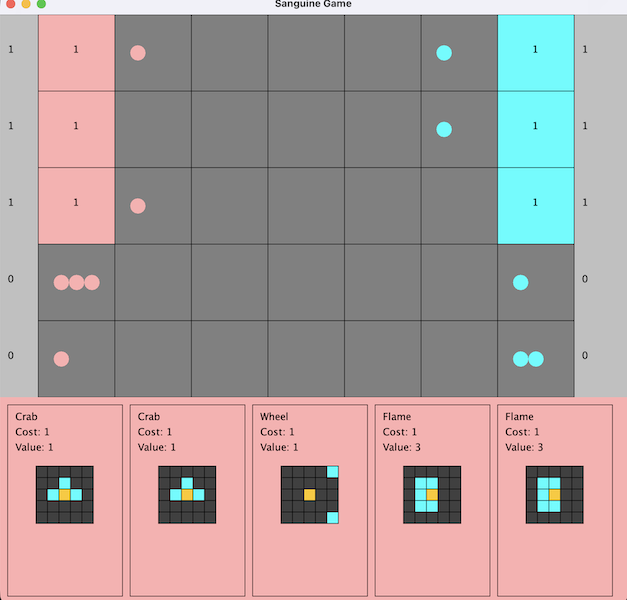 Sanguine Game
1 1 1 1
1 1 1 1
1 1 1 1
0 0
0 0
Crab Crab Wheel Flame Flame
Cost: 1 Cost: 1 Cost: 1 Cost: 1 Cost: 1
Value: 1 Value: 1 Value: 1 Value: 3 Value: 3